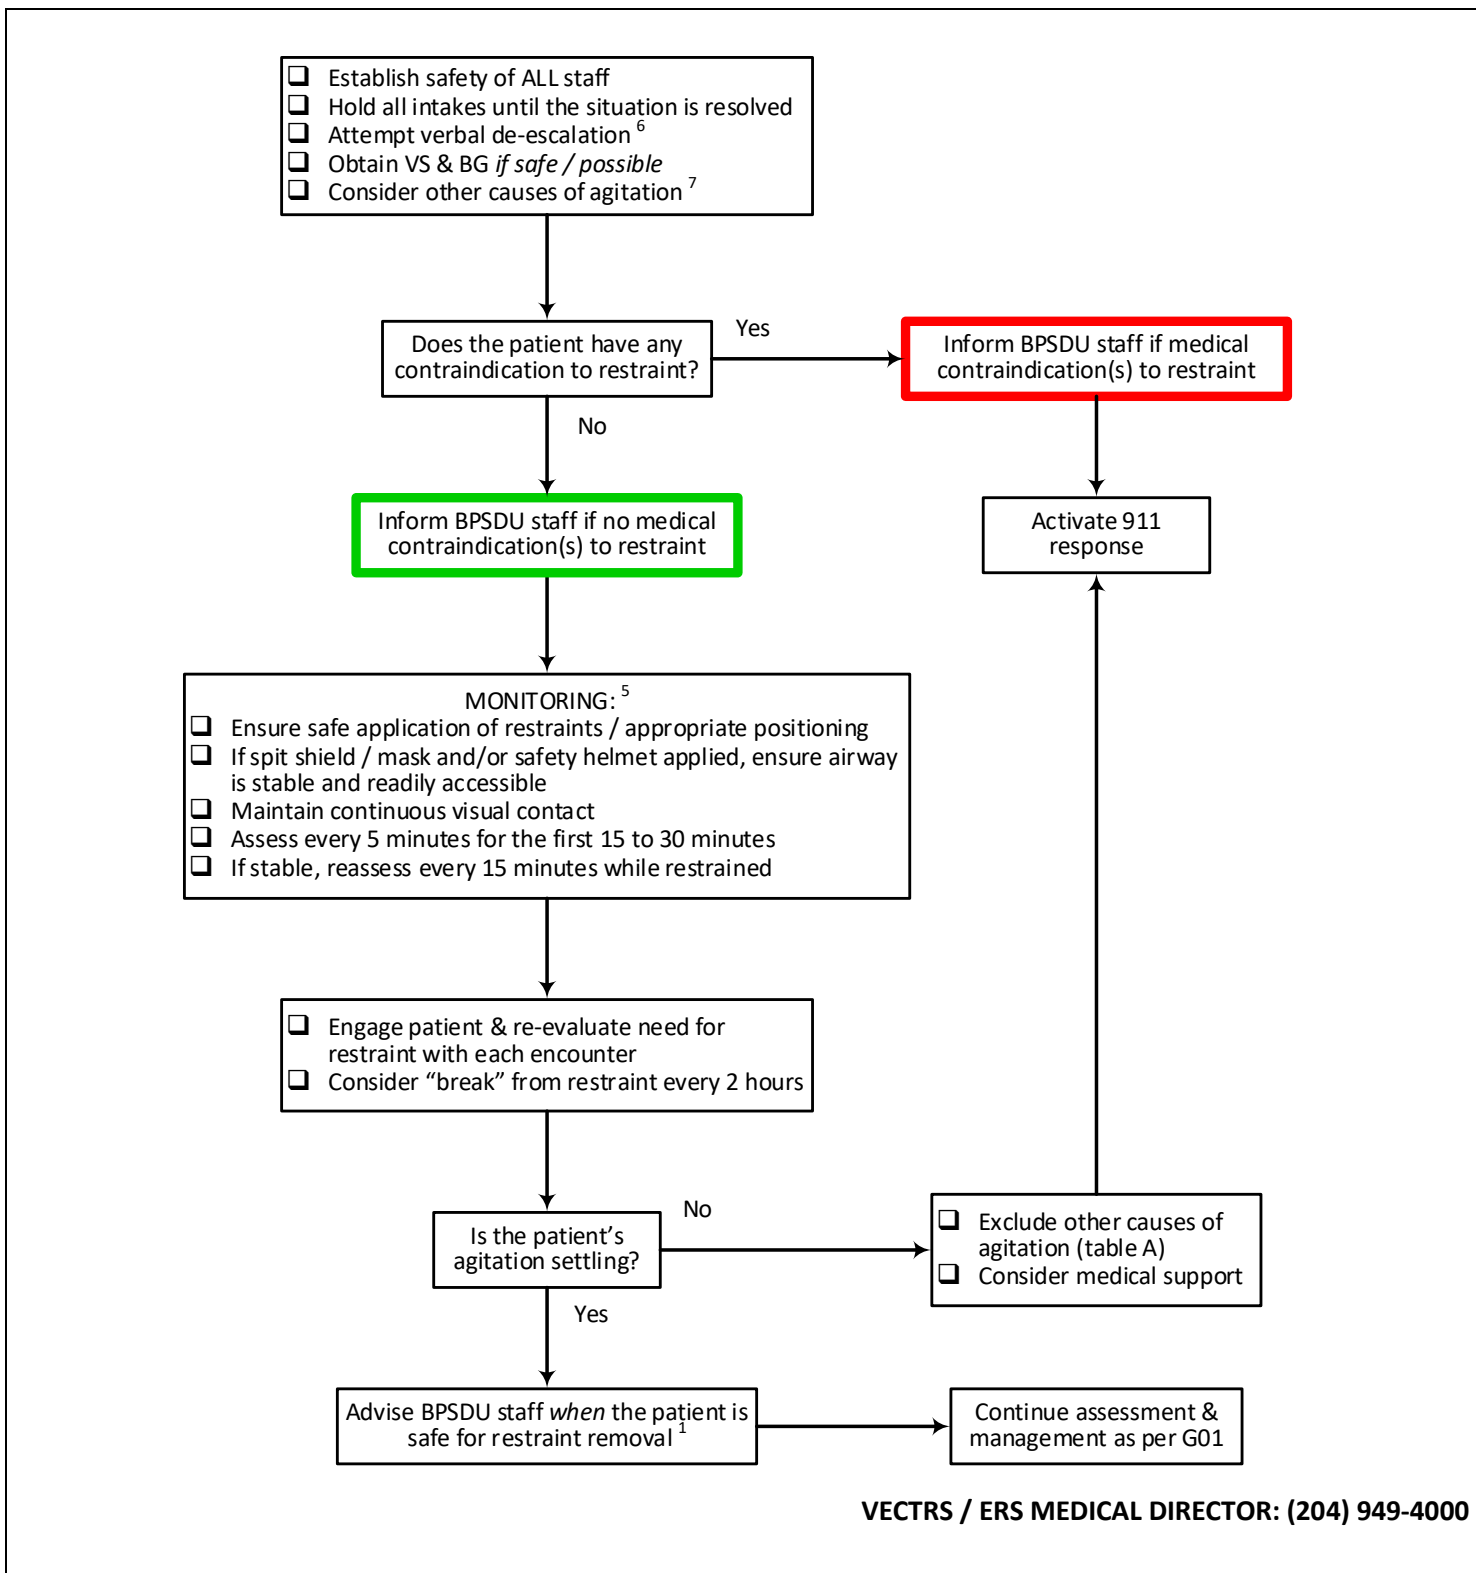 ❑ Establish safety of ALL staff
❑ Hold all intakes until the situation is resolved
❑ Attempt verbal de-escalation 6
❑ Obtain VS & BG if safe / possible
❑ Consider other causes of agitation 7
Does the patient have any
contraindication to restraint?
Yes
Inform BPSDU staff if medical
contraindication(s) to restraint
No
Inform BPSDU staff if no medical
contraindication(s) to restraint
Activate 911
response
MONITORING: 5
❑ Ensure safe application of restraints / appropriate positioning
❑ If spit shield / mask and/or safety helmet applied, ensure airway
is stable and readily accessible
❑ Maintain continuous visual contact
❑ Assess every 5 minutes for the first 15 to 30 minutes
❑ If stable, reassess every 15 minutes while restrained
❑ Engage patient & re-evaluate need for
restraint with each encounter
❑ Consider “break” from restraint every 2 hours
Is the patient’s
agitation settling?
No
❑ Exclude other causes of
agitation (table A)
❑ Consider medical support
Yes
Advise BPSDU staff when the patient is
safe for restraint removal 1
Continue assessment &
management as per G01
VECTRS / ERS MEDICAL DIRECTOR: (204) 949-4000